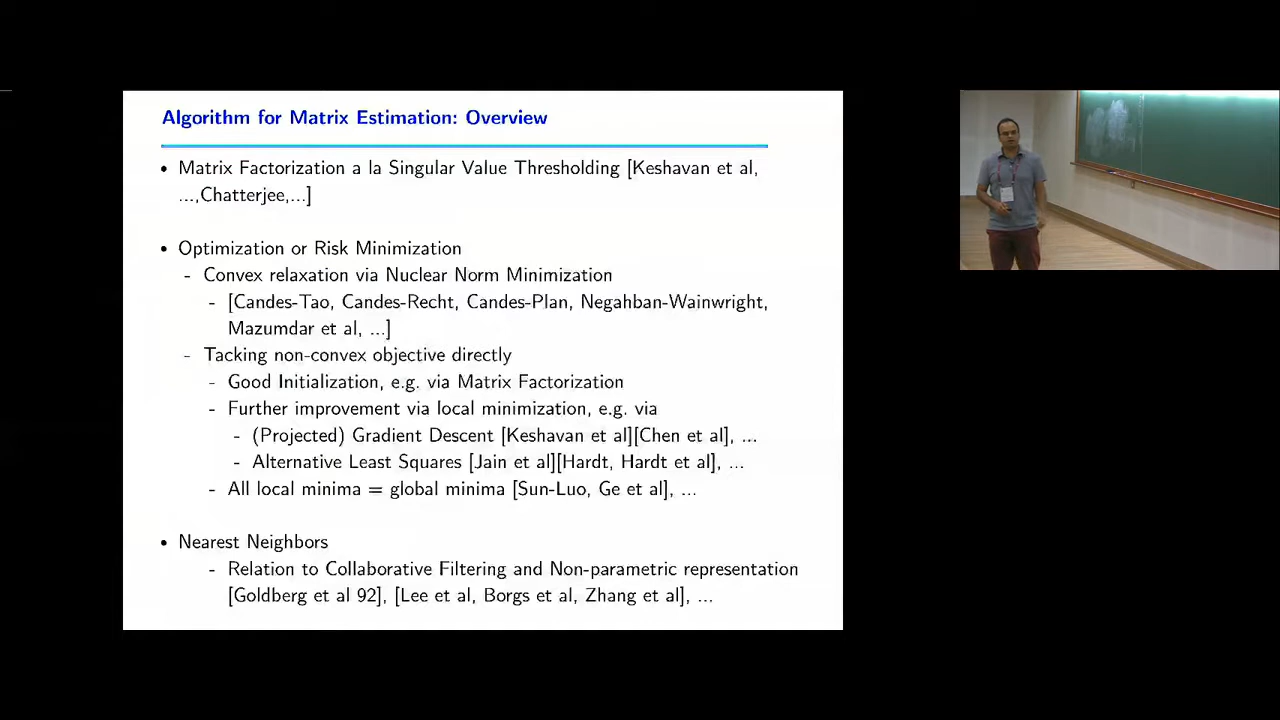 Algorithm for Matrix Estimation: Overview
• Matrix Factorization a la Singular Value Thresholding [Keshavan et al,
...,Chatterjee,...]
• Optimization or Risk Minimization
- Convex relaxation via Nuclear Norm Minimization
- [Candes-Tao, Candes-Recht, Candes-Plan, Negahban-Wainwright,
Mazumdar et al, ...]
- Tacking non-convex objective directly
- Good Initialization, e.g. via Matrix Factorization
- Further improvement via local minimization, e.g. via
- (Projected) Gradient Descent [Keshavan et al][Chen et al], ...
- Alternative Least Squares [Jain et al][Hardt, Hardt et al], ...
- All local minima = global minima [Sun-Luo, Ge et al], ...
• Nearest Neighbors
- Relation to Collaborative Filtering and Non-parametric representation
[Goldberg et al 92], [Lee et al, Borgs et al, Zhang et al], ...